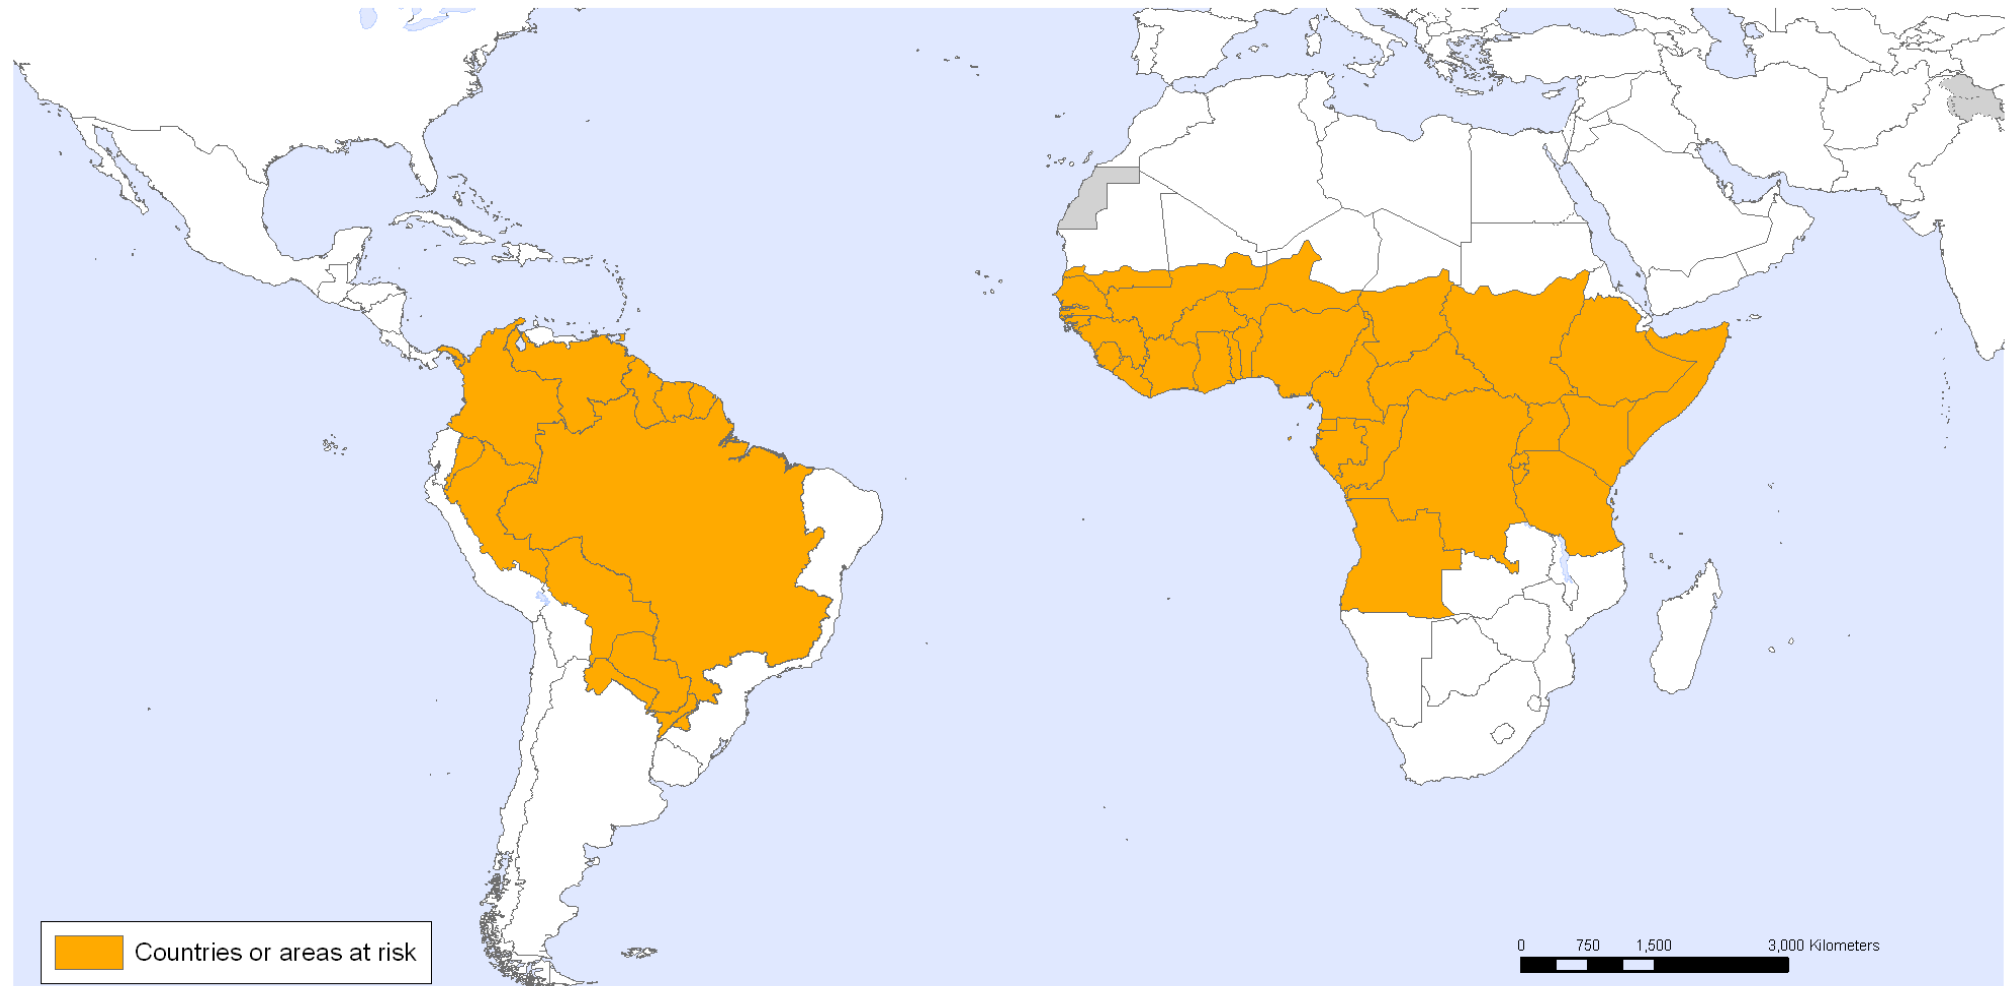 Countries or areas at risk
0 750 1,500 3,000 Kilometers